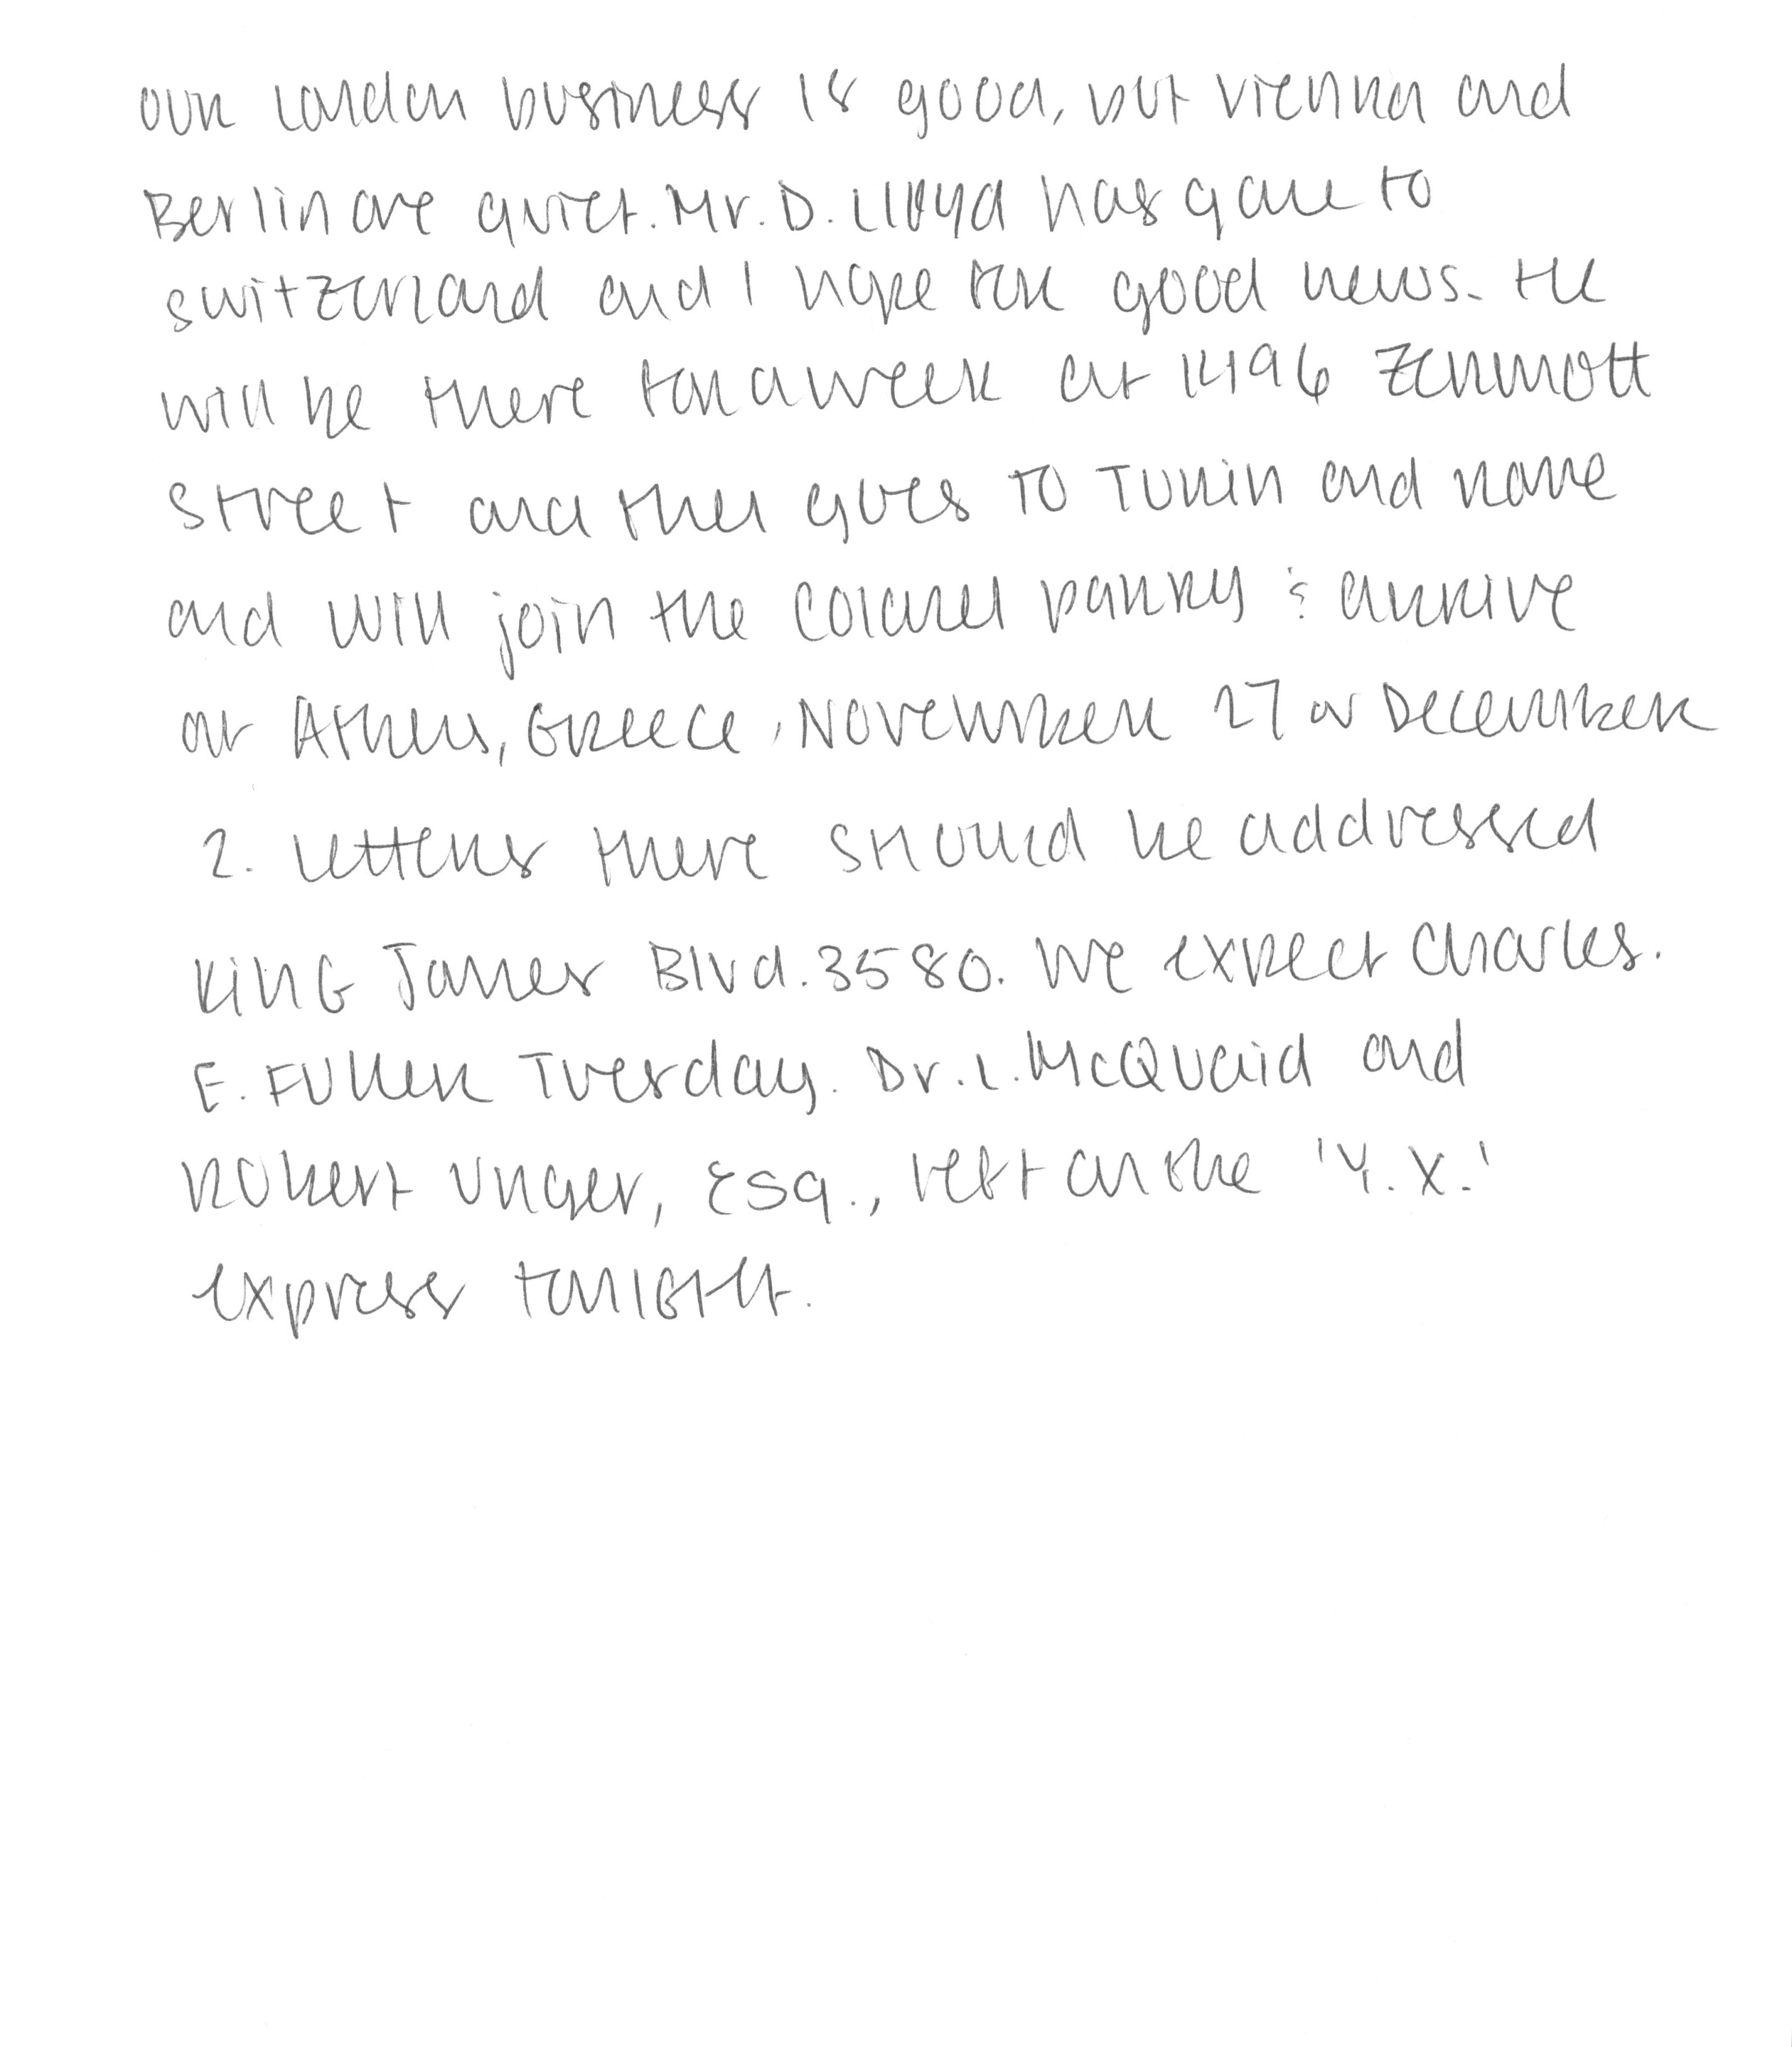 our London business is good, but Vienna and
Berlin are quiet. Mr. D. Lloyd has gone to
Switzerland and I hope for good news. He
will be there for a week at 1496 Zermott
Street and then goes to Turin and Rome
and will join the Colonel Parry & arrive
at Athens, Greece, November 27 or December
2. Letters there should be addressed
King James Blvd. 3580. We expect Charles.
E. Fuller Tuesday. Dr. L. McQuaid and
Robert Unger, Esq., left on the 'Y.X.'
express tonight.